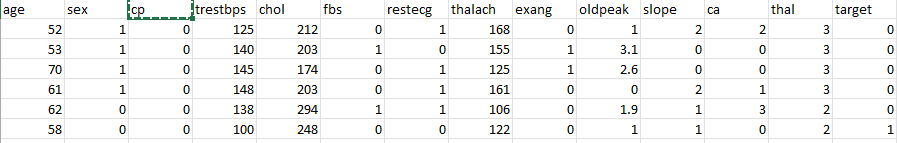 age sex cp trestbps chol fbs restecg thalach exang oldpeak slope ca thal target
52 1 0 125 212 0 1 168 0 1 2 2 3 0
53 1 0 140 203 1 0 155 1 3.1 0 0 3 0
70 1 0 145 174 0 1 125 1 2.6 0 0 3 0
61 1 0 148 203 0 1 161 0 0 2 1 3 0
62 0 0 138 294 1 1 106 0 1.9 1 3 2 0
58 0 0 100 248 0 0 122 0 1 1 0 2 1